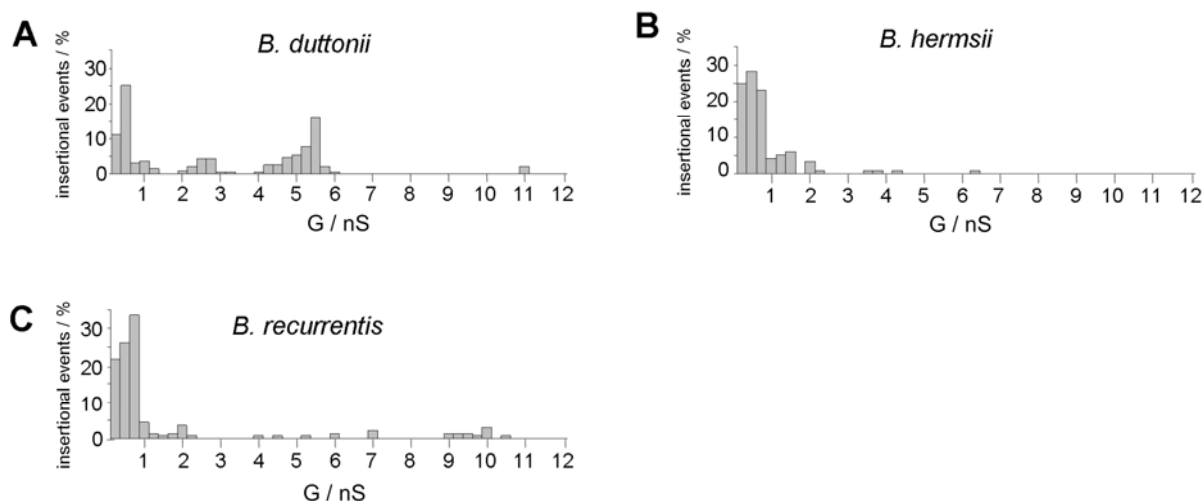 A
B. duttonii
insertional events / %
30
20
10
0
1 2 3 4 5 6 7 8 9 10 11 12
G / nS
B
B. hermsii
insertional events / %
30
20
10
0
1 2 3 4 5 6 7 8 9 10 11 12
G / nS
C
B. recurrentis
insertional events / %
30
20
10
0
1 2 3 4 5 6 7 8 9 10 11 12
G / nS